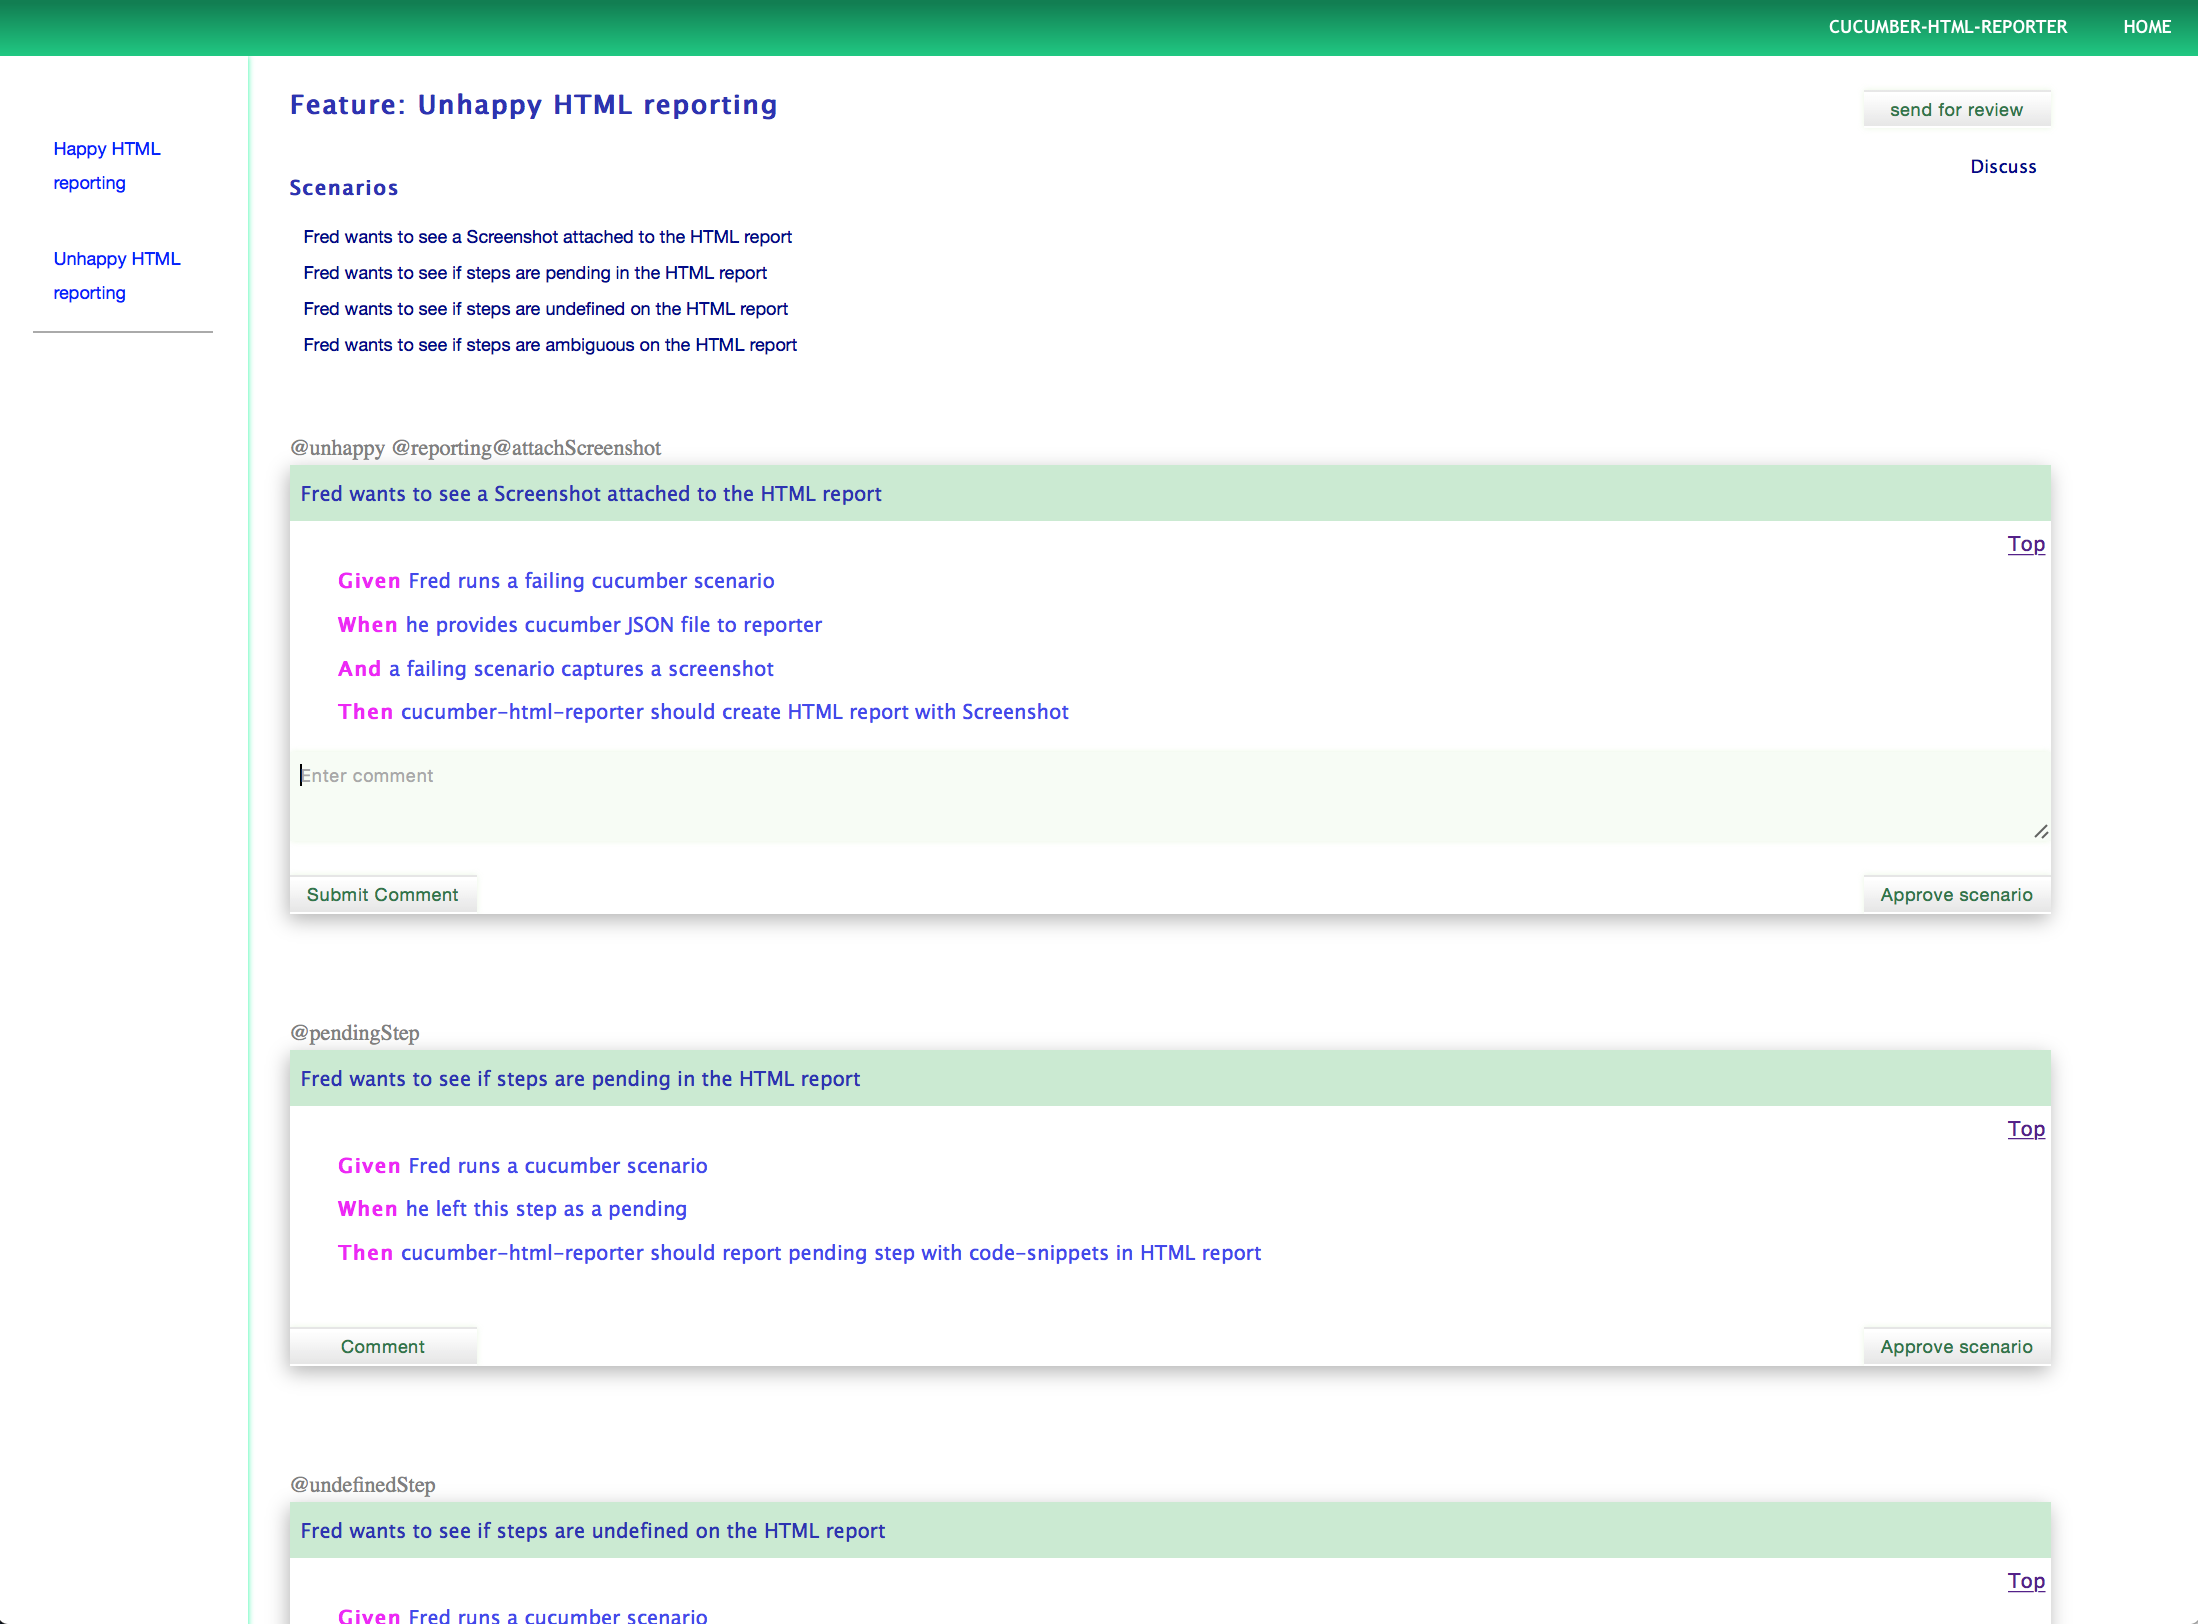 CUCUMBER-HTML-REPORTER HOME
Happy HTML
reporting
Unhappy HTML
reporting
Feature: Unhappy HTML reporting
send for review
Discuss
Scenarios
Fred wants to see a Screenshot attached to the HTML report
Fred wants to see if steps are pending in the HTML report
Fred wants to see if steps are undefined on the HTML report
Fred wants to see if steps are ambiguous on the HTML report
@unhappy @reporting@attachScreenshot
Fred wants to see a Screenshot attached to the HTML report
Top
Given Fred runs a failing cucumber scenario
When he provides cucumber JSON file to reporter
And a failing scenario captures a screenshot
Then cucumber-html-reporter should create HTML report with Screenshot
Enter comment
Submit Comment
Approve scenario
@pendingStep
Fred wants to see if steps are pending in the HTML report
Top
Given Fred runs a cucumber scenario
When he left this step as a pending
Then cucumber-html-reporter should report pending step with code-snippets in HTML report
Comment
Approve scenario
@undefinedStep
Fred wants to see if steps are undefined on the HTML report
Top
Given Fred runs a cucumber scenario